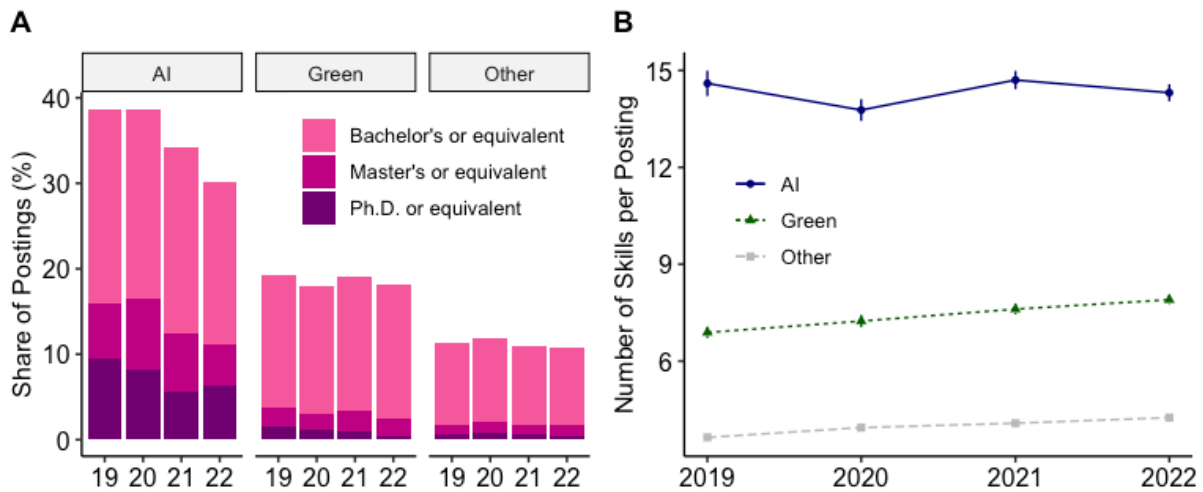 A
AI Green Other
Share of Postings (%)
40
30
20
10
0
Bachelor's or equivalent
Master's or equivalent
Ph.D. or equivalent
19 20 21 22 19 20 21 22 19 20 21 22
B
Number of Skills per Posting
15
12
9
6
AI
Green
Other
2019 2020 2021 2022